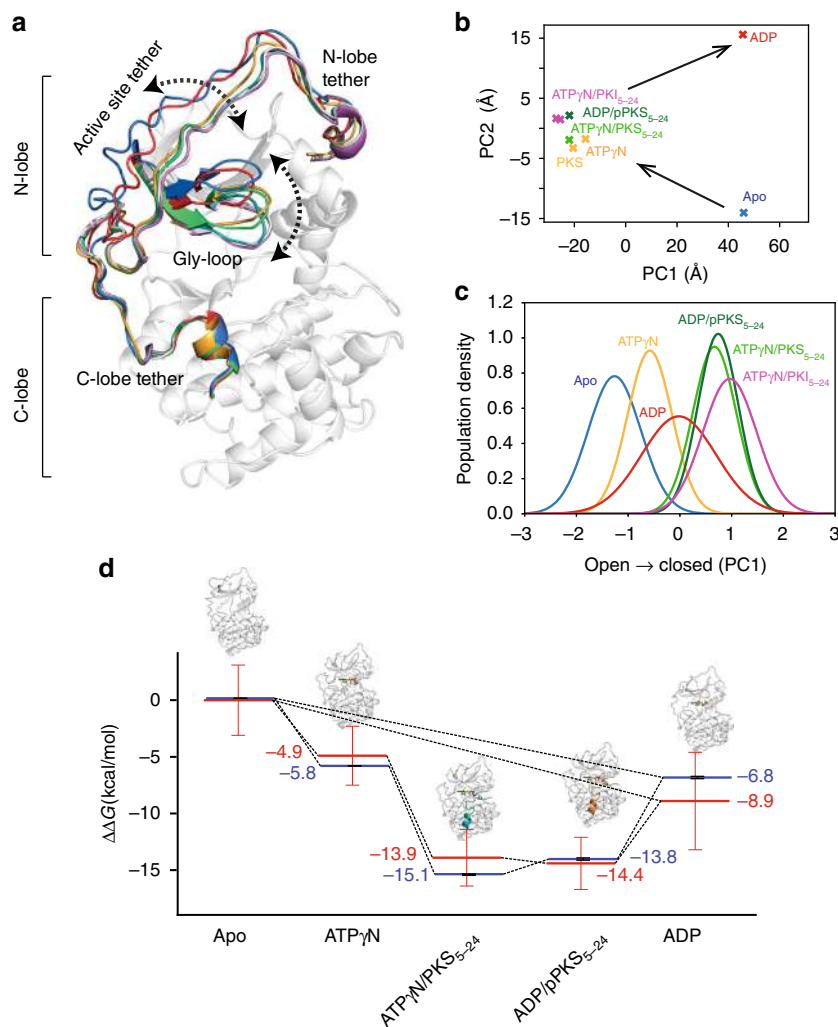 a
N-lobe
C-lobe
Active site tether
N-lobe
tether
Gly-loop
C-lobe tether
b
PC2 (Å)
15
5
−5
−15
ADP
ATPγN/PKI5–24
ADP/pPKS5–24
ATPγN/PKS5–24
PKS
ATPγN
Apo
−20 0 20 40 60
PC1 (Å)
c
Population density
1.2
1.0
0.8
0.6
0.4
0.2
0.0
ADP/pPKS5–24
ATPγN
ATPγN/PKS5–24
Apo
ATPγN/PKI5–24
ADP
−3 −2 −1 0 1 2 3
Open → closed (PC1)
d
ΔΔG(kcal/mol)
0
−5
−10
−15
−4.9
−5.8
−13.9
−15.1
−13.8
−14.4
−6.8
−8.9
Apo
ATPγN
ATPγN/PKS5–24
ADP/pPKS5–24
ADP